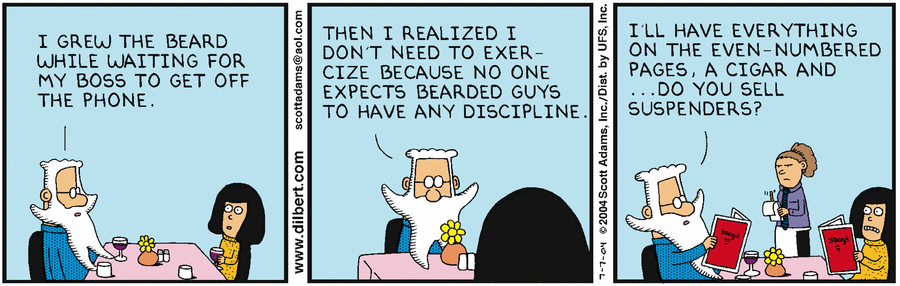 I GREW THE BEARD
WHILE WAITING FOR
MY BOSS TO GET OFF
THE PHONE.
www.dilbert.com
scottadams@aol.com
THEN I REALIZED I
DON'T NEED TO EXER-
CIZE BECAUSE NO ONE
EXPECTS BEARDED GUYS
TO HAVE ANY DISCIPLINE.
7-7-04 © 2004 Scott Adams, Inc./Dist. by UFS, Inc.
I'LL HAVE EVERYTHING
ON THE EVEN-NUMBERED
PAGES, A CIGAR AND
...DO YOU SELL
SUSPENDERS?